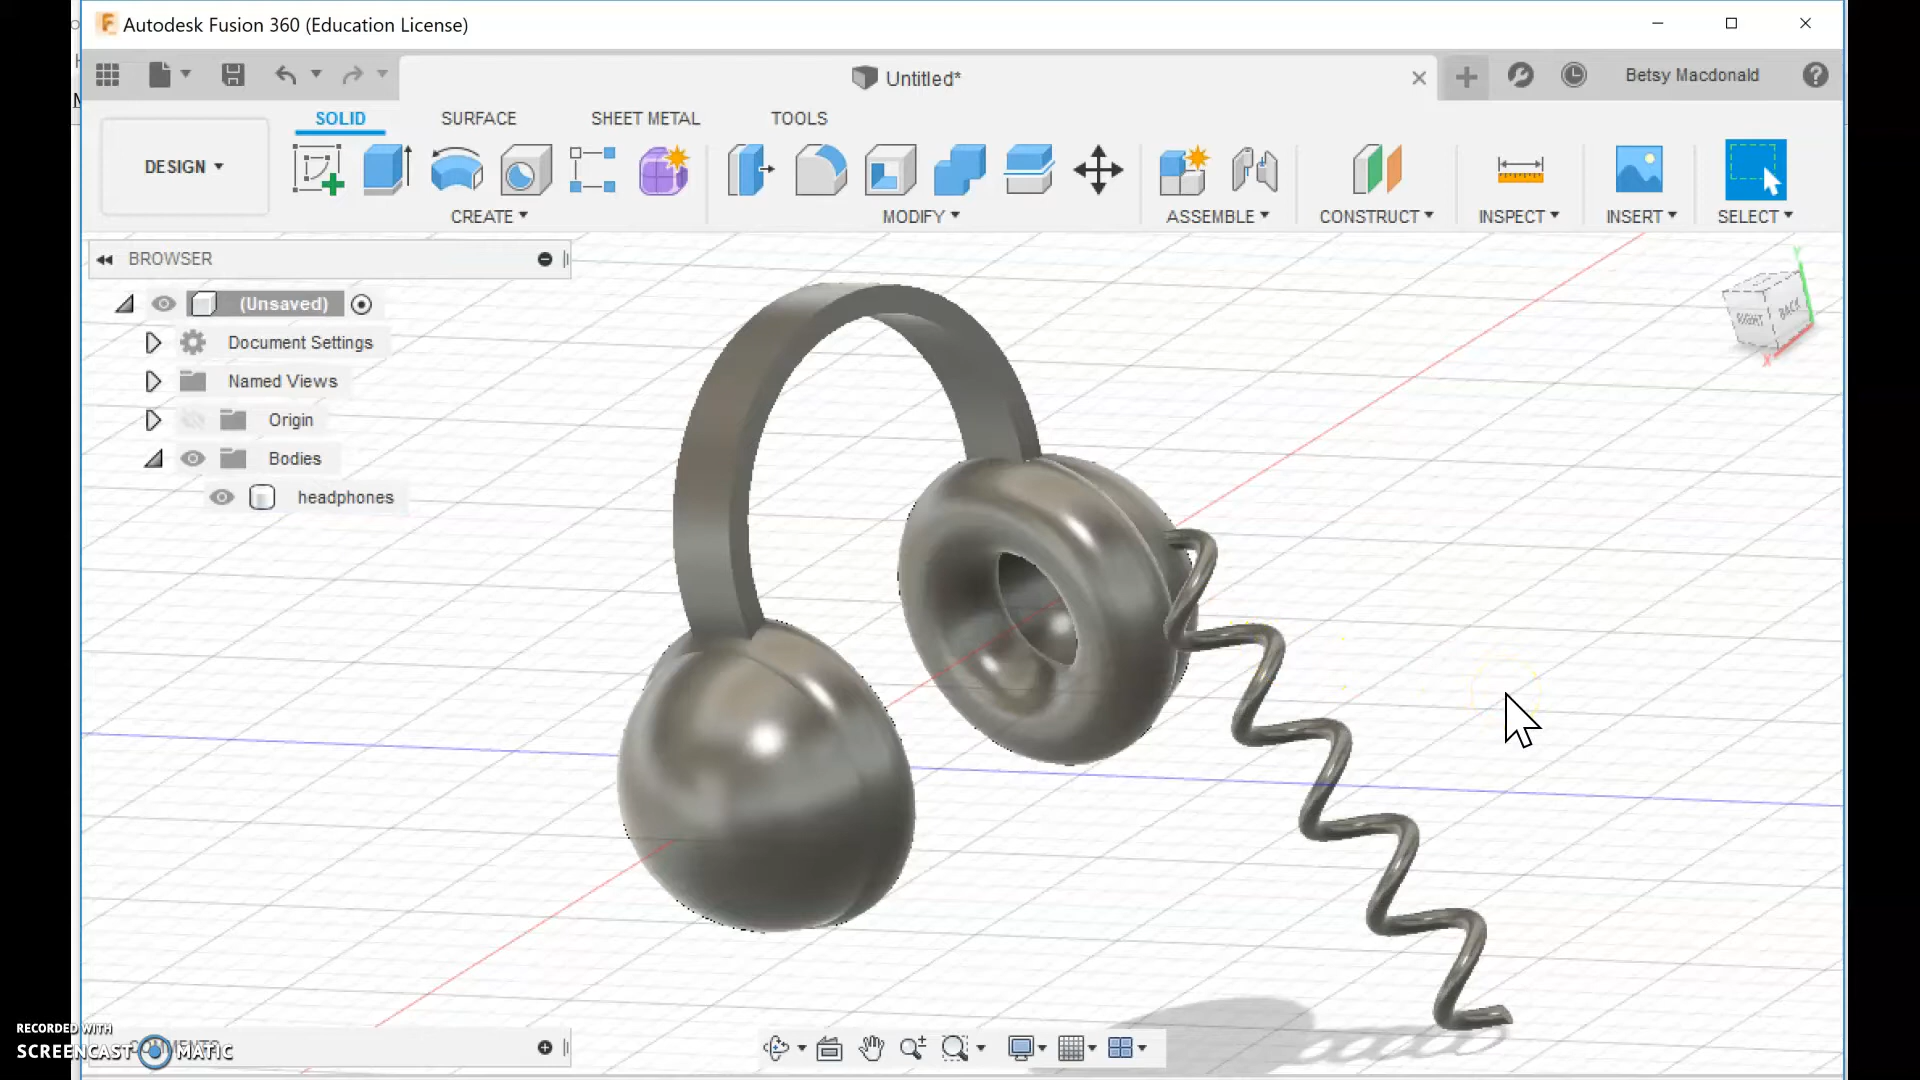 Autodesk Fusion 360 (Education License)
Untitled*
Betsy Macdonald
SOLID
SURFACE
SHEET METAL
TOOLS
DESIGN
CREATE
MODIFY
ASSEMBLE
CONSTRUCT
INSPECT
INSERT
SELECT
BROWSER
(Unsaved)
Document Settings
Named Views
Origin
Bodies
headphones
Y
RIGHT
BACK
X
RECORDED WITH
SCREENCAST MATIC